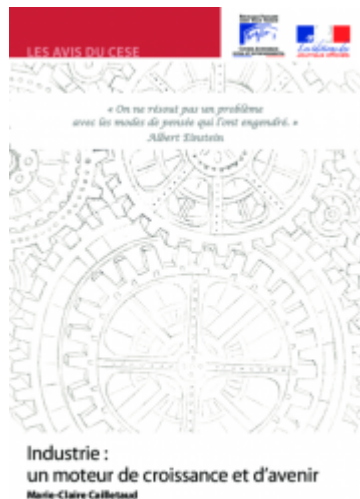 LES AVIS DU CESE
« On ne résout pas un problème
avec les modes de pensée qui l'ont engendré. »
Albert Einstein
Industrie :
un moteur de croissance et d'avenir
Marie-Claire Cailletaud